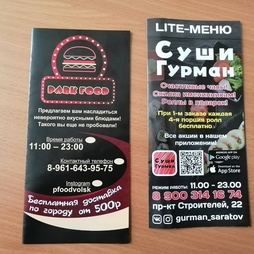 DARK FOOD
Предлагаем вам насладиться
невероятно вкусными блюдами!
Такого вы еще не пробовали!
Время работы
11:00 – 23:00
Контактный телефон
8-961-643-95-75
Instagram
pfoodvolsk
Бесплатная доставка
по городу от 500р
LITE-МЕНЮ
Суши
Гурман
Счастливые часы!
Скидка именинникам!
Роллы в подарок!
При 1-м заказе каждая
4-я порция ролл
бесплатно
Все акции в нашем
приложении!
Суши
Гурман
Google play
App Store
РЕЖИМ РАБОТЫ: 11.00 - 23.00
8 900 314 16 74
пр-кт Строителей, 22
gurman_saratov